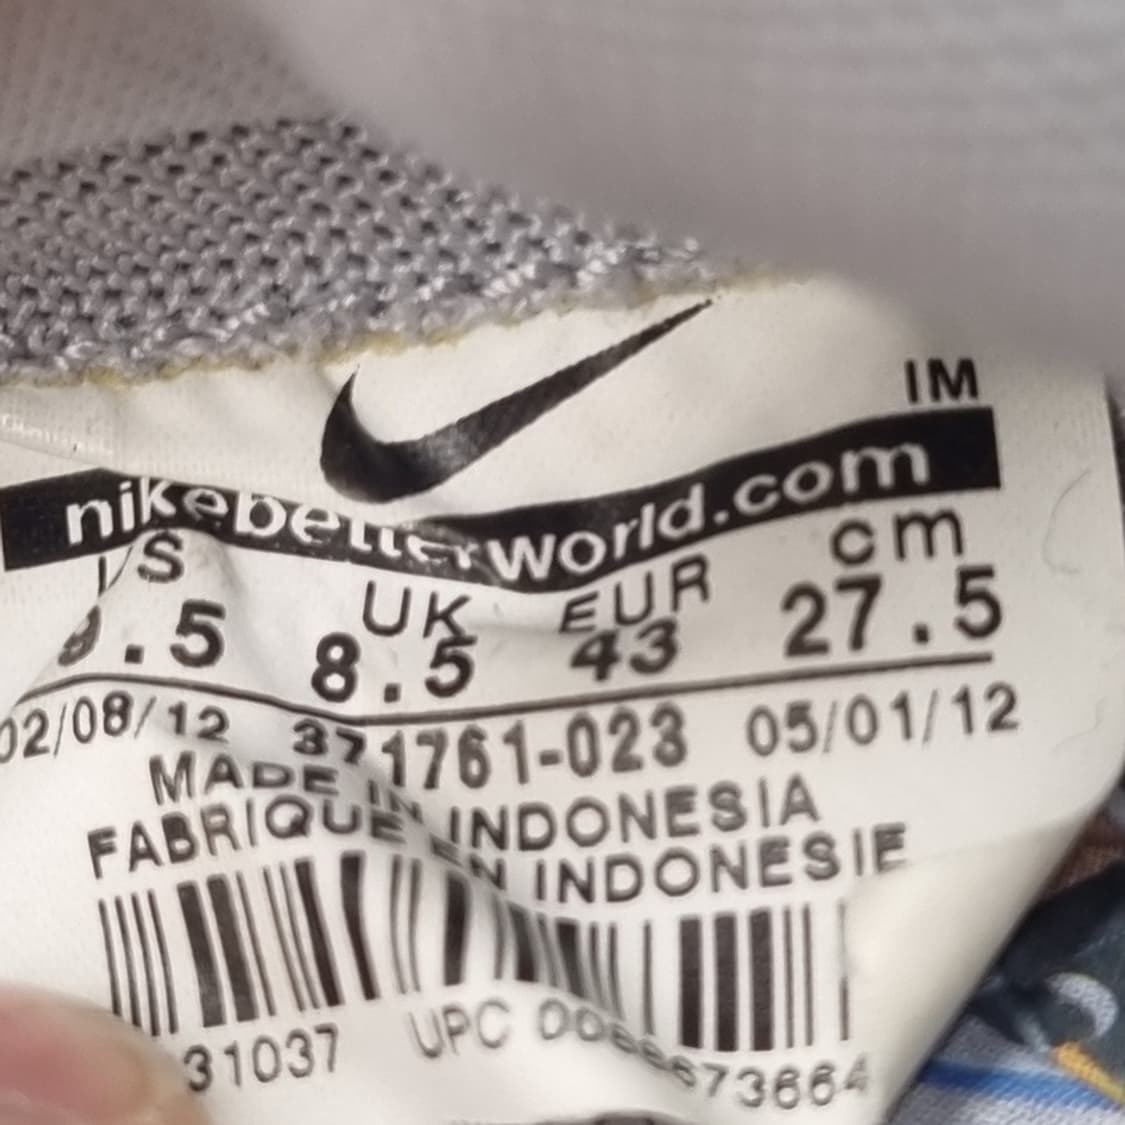 IM
nikebetterworld.com
US UK EUR cm
9.5 8.5 43 27.5
02/08/12 371761-023 05/01/12
MADE IN INDONESIA
FABRIQUE EN INDONESIE
31037 UPC